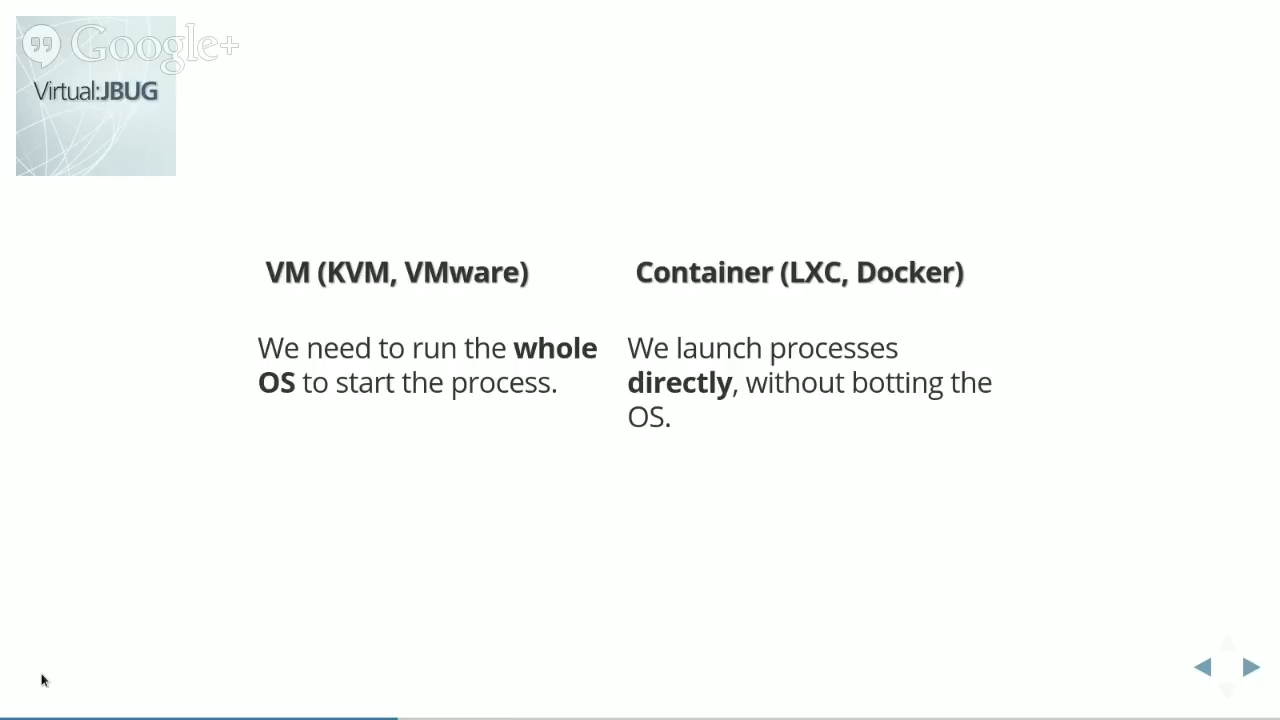 Google+
Virtual:JBUG
VM (KVM, VMware)
We need to run the whole
OS to start the process.
Container (LXC, Docker)
We launch processes
directly, without botting the
OS.